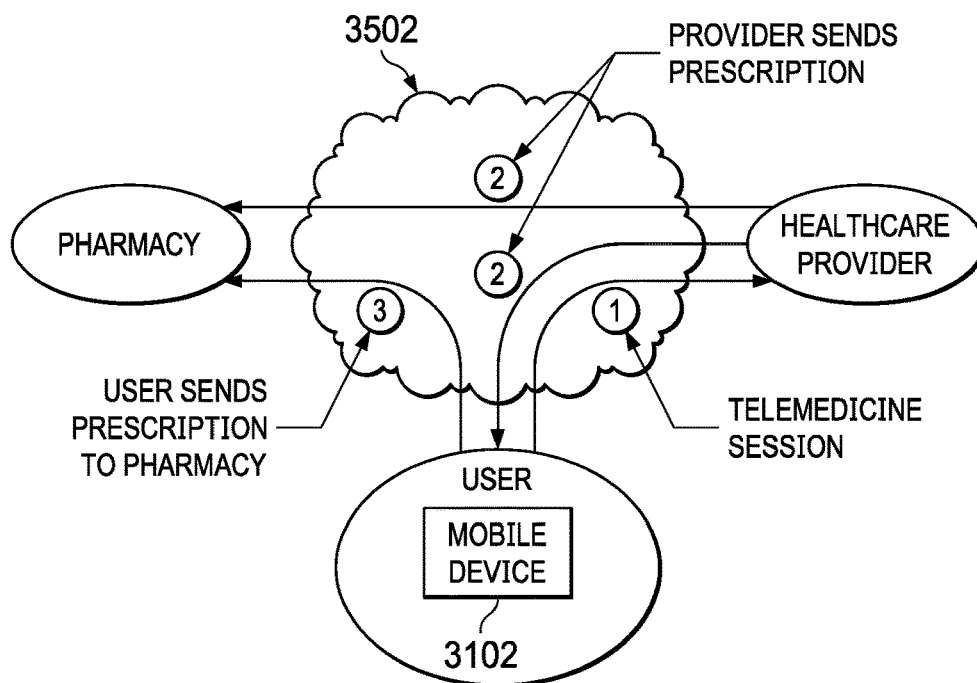 3502
PROVIDER SENDS
PRESCRIPTION
2
PHARMACY
HEALTHCARE
PROVIDER
2
3
1
USER SENDS
PRESCRIPTION
TO PHARMACY
TELEMEDICINE
SESSION
USER
MOBILE
DEVICE
3102